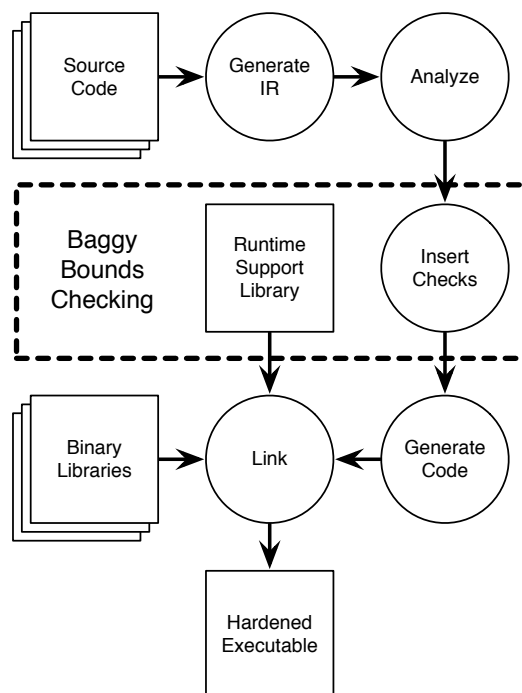 Source
Code
Generate
IR
Analyze
Baggy
Bounds
Checking
Runtime
Support
Library
Insert
Checks
Binary
Libraries
Link
Generate
Code
Hardened
Executable